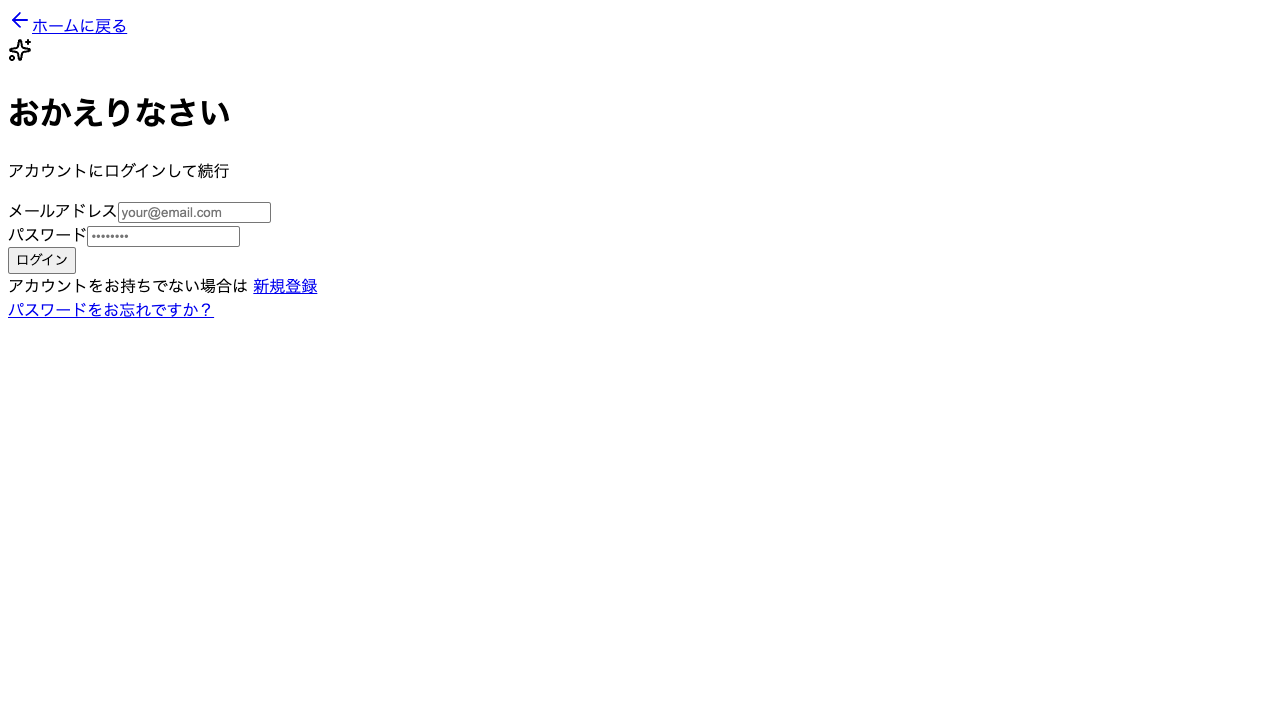 ホームに戻る
おかえりなさい
アカウントにログインして続行
メールアドレス your@email.com
パスワード ••••••••
ログイン
アカウントをお持ちでない場合は 新規登録
パスワードをお忘れですか？